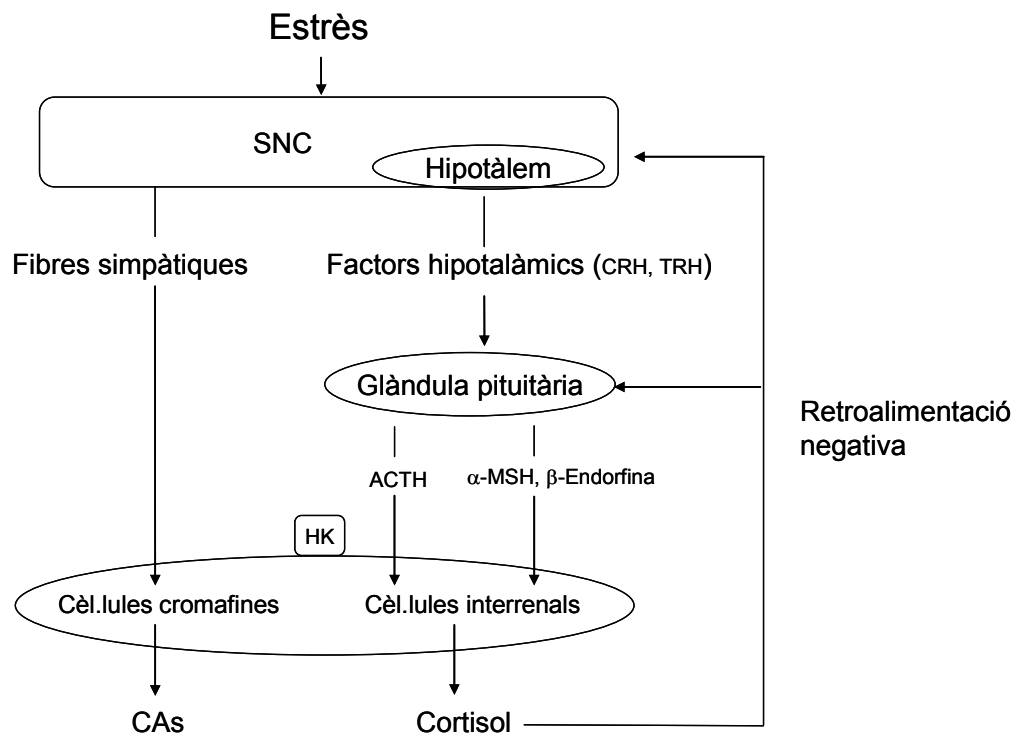 Estrès
SNC
Hipotàlem
Fibres simpàtiques
Factors hipotalàmics (CRH, TRH)
Glàndula pituitària
Retroalimentació
negativa
ACTH
α-MSH, β-Endorfina
HK
Cèl.lules cromafines
Cèl.lules interrenals
CAs
Cortisol